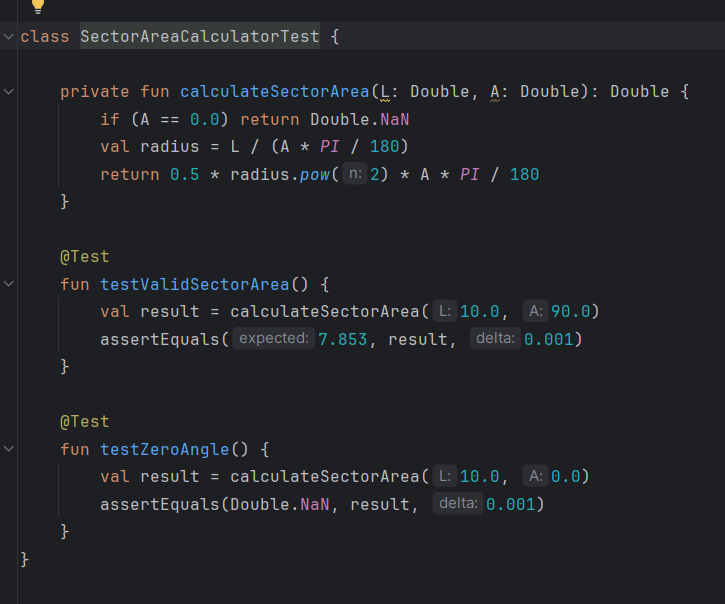 class SectorAreaCalculatorTest {
private fun calculateSectorArea(L: Double, A: Double): Double {
if (A == 0.0) return Double.NaN
val radius = L / (A * PI / 180)
return 0.5 * radius.pow( n: 2) * A * PI / 180
}
@Test
fun testValidSectorArea() {
val result = calculateSectorArea( L: 10.0, A: 90.0)
assertEquals( expected: 7.853, result, delta: 0.001)
}
@Test
fun testZeroAngle() {
val result = calculateSectorArea( L: 10.0, A: 0.0)
assertEquals(Double.NaN, result, delta: 0.001)
}
}